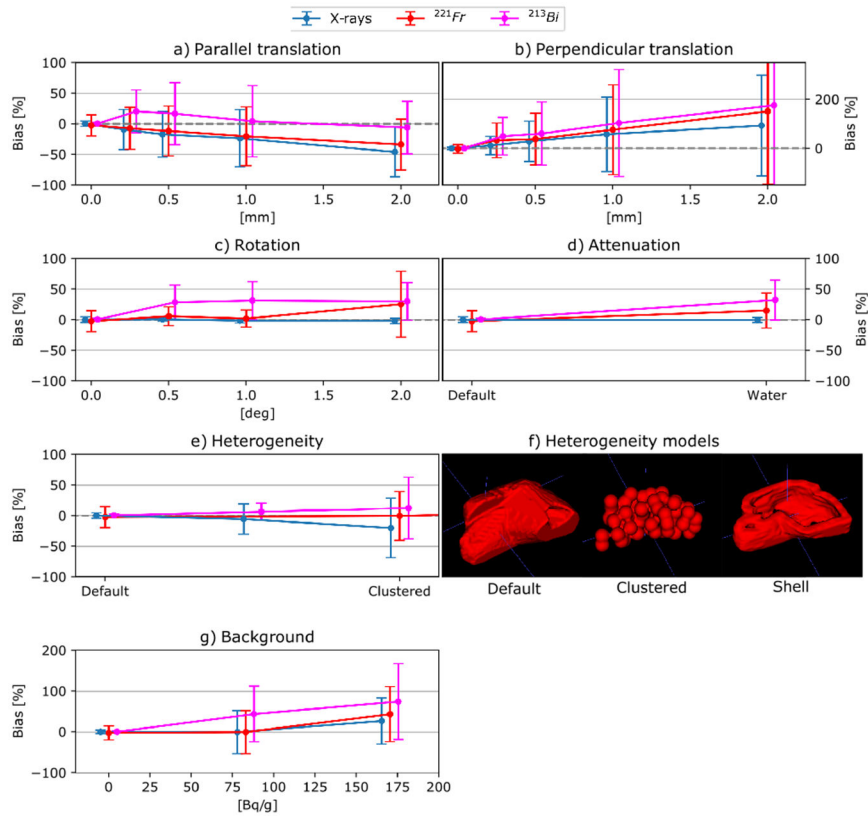 X-rays 221Fr 213Bi
a) Parallel translation b) Perpendicular translation
Bias [%] 100 50 0 −50 −100 200 0 Bias [%]
0.0 0.5 1.0 1.5 2.0 0.0 0.5 1.0 1.5 2.0
[mm] [mm]
c) Rotation d) Attenuation
Bias [%] 100 50 0 −50 −100 100 50 0 −50 −100 Bias [%]
0.0 0.5 1.0 1.5 2.0 Default Water
[deg]
e) Heterogeneity f) Heterogeneity models
Bias [%] 100 50 0 −50 −100
Default Clustered Default Clustered Shell
g) Background
Bias [%] 200 100 0 −100
0 25 50 75 100 125 150 175 200
[Bq/g]